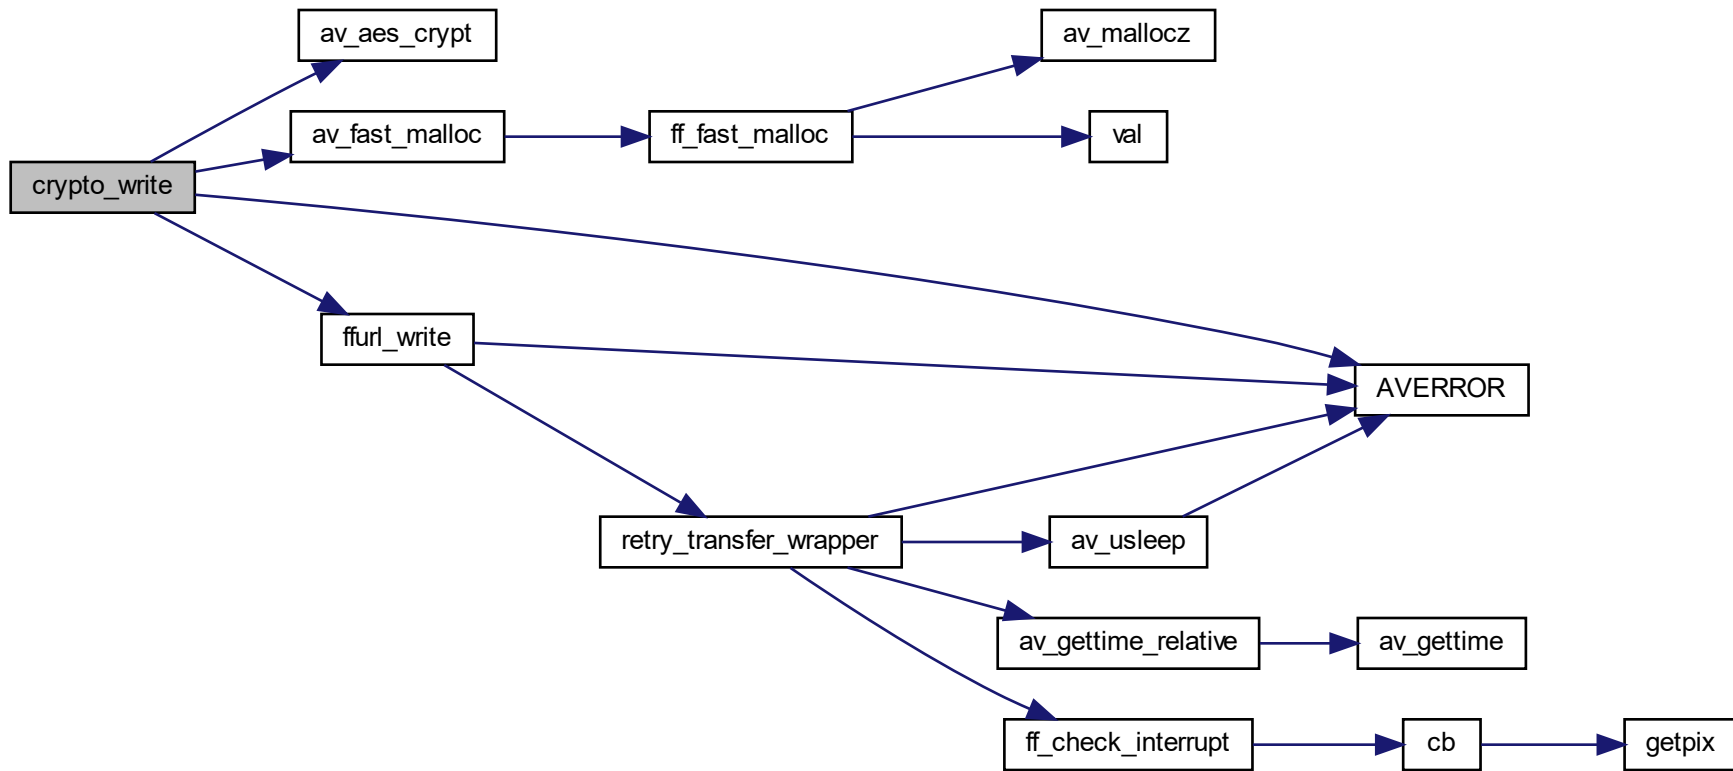 av_aes_crypt
av_mallocz
av_fast_malloc
ff_fast_malloc
val
crypto_write
ffurl_write
AVERROR
retry_transfer_wrapper
av_usleep
av_gettime_relative
av_gettime
ff_check_interrupt
cb
getpix